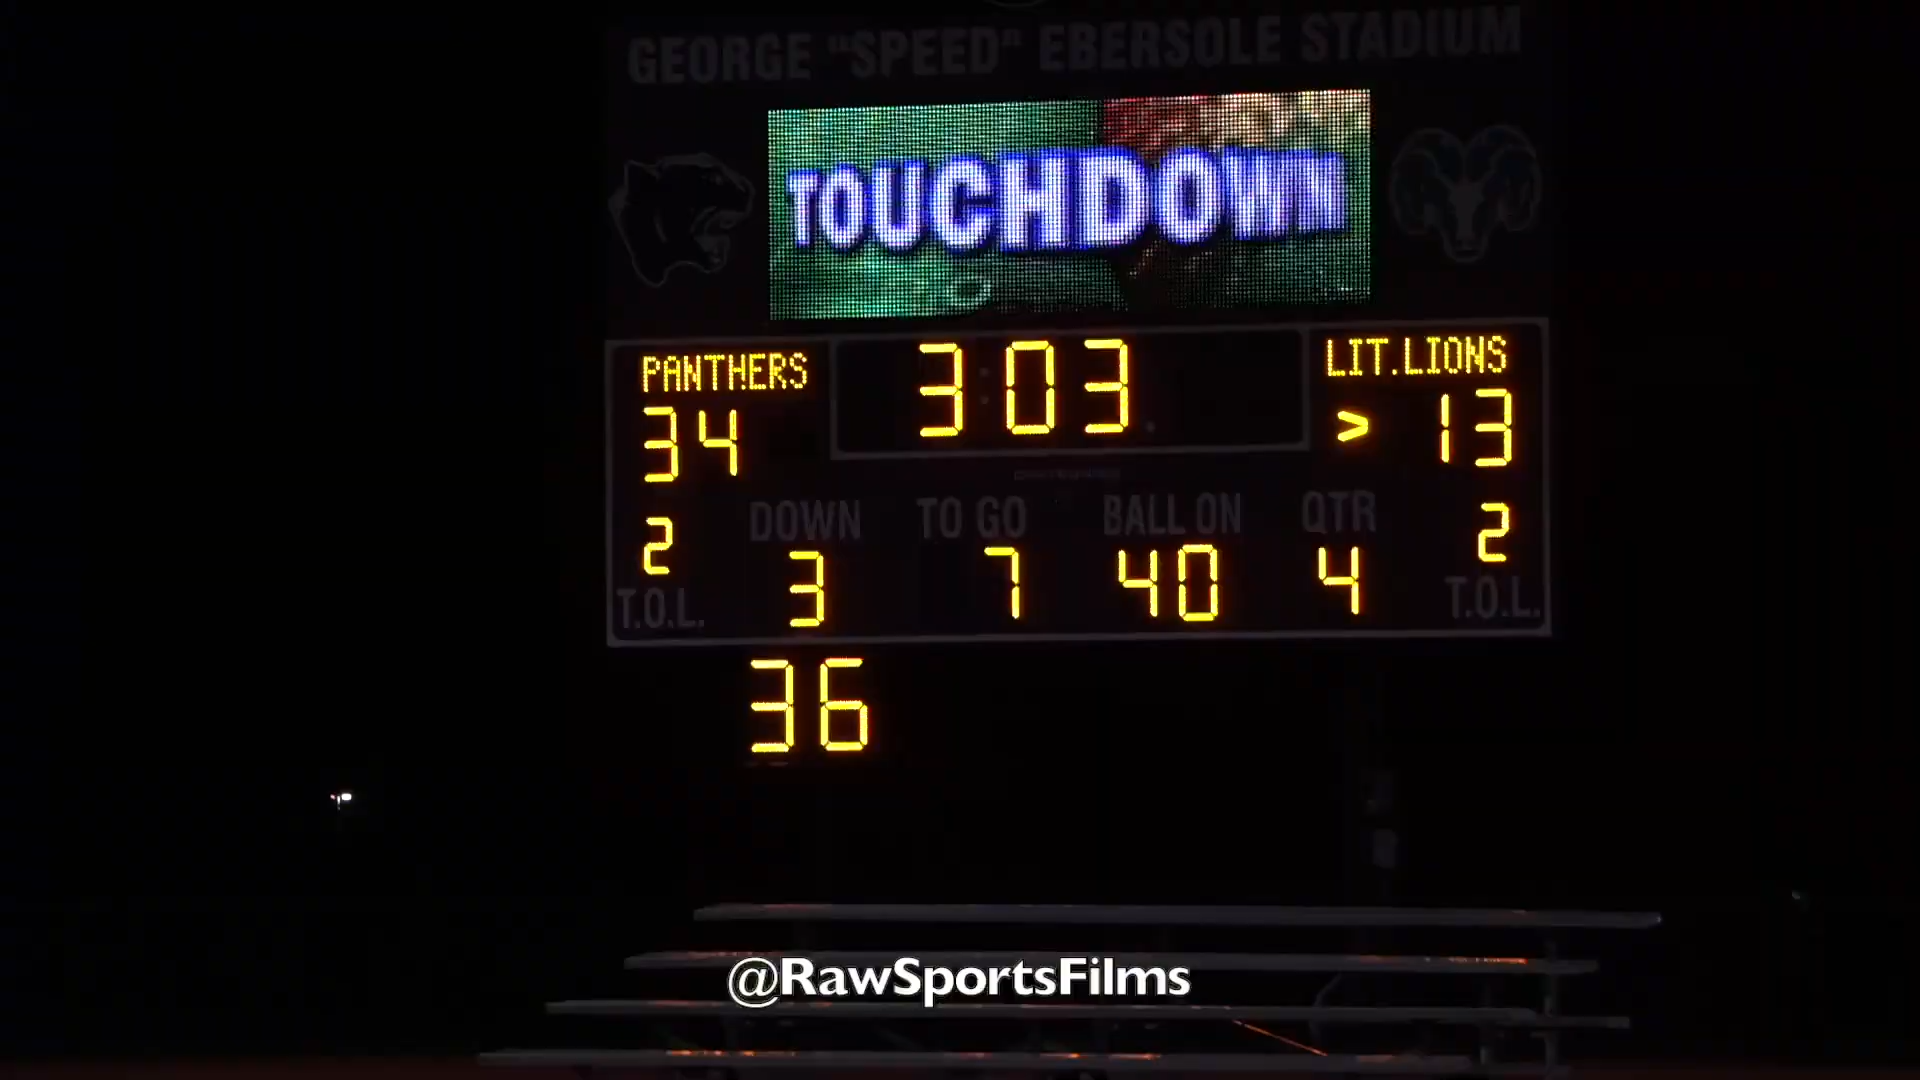 GEORGE "SPEED" EBERSOLE STADIUM
TOUCHDOWN
PANTHERS 3:03 LIT.LIONS
34 > 13
DOWN TO GO BALL ON QTR
2 3 7 40 4 2
T.O.L. T.O.L.
36
@RawSportsFilms